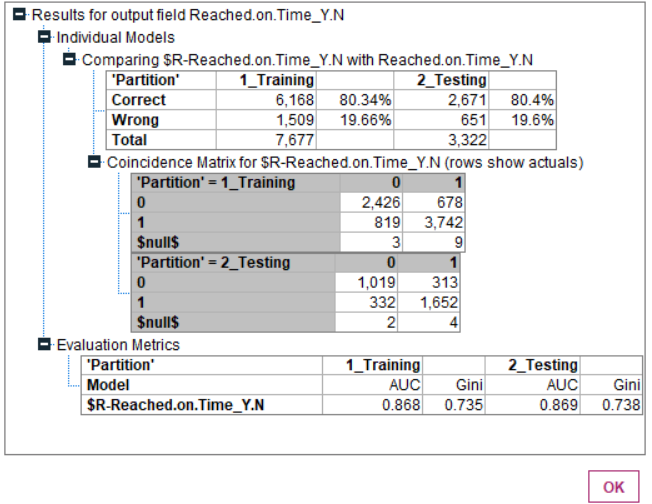 Results for output field Reached.on.Time_Y.N
Individual Models
Comparing $R-Reached.on.Time_Y.N with Reached.on.Time_Y.N
'Partition' 1_Training 2_Testing
Correct 6,168 80.34% 2,671 80.4%
Wrong 1,509 19.66% 651 19.6%
Total 7,677 3,322
Coincidence Matrix for $R-Reached.on.Time_Y.N (rows show actuals)
'Partition' = 1_Training 0 1
0 2,426 678
1 819 3,742
$null$ 3 9
'Partition' = 2_Testing 0 1
0 1,019 313
1 332 1,652
$null$ 2 4
Evaluation Metrics
'Partition' 1_Training 2_Testing
Model AUC Gini AUC Gini
$R-Reached.on.Time_Y.N 0.868 0.735 0.869 0.738
OK